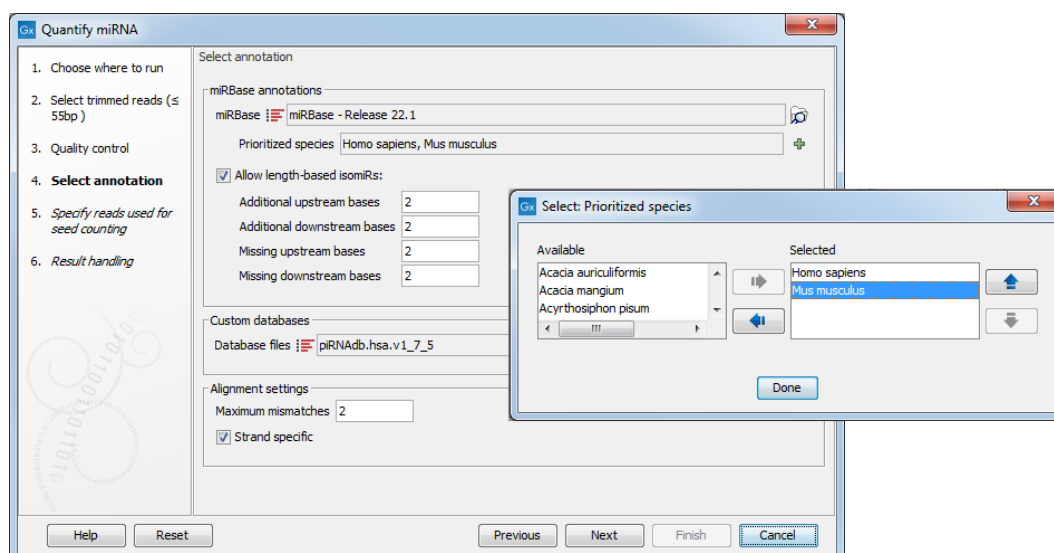 Gx Quantify miRNA
1. Choose where to run
2. Select trimmed reads (≤
55bp )
3. Quality control
4. Select annotation
5. Specify reads used for
seed counting
6. Result handling
Select annotation
miRBase annotations
miRBase miRBase - Release 22.1
Prioritized species Homo sapiens, Mus musculus
Allow length-based isomiRs:
Additional upstream bases 2
Additional downstream bases 2
Missing upstream bases 2
Missing downstream bases 2
Custom databases
Database files piRNAdb.hsa.v1_7_5
Alignment settings
Maximum mismatches 2
Strand specific
Help Reset Previous Next Finish Cancel
Gx Select: Prioritized species
Available Selected
Acacia auriculiformis
Acacia mangium
Acyrthosiphon pisum
Homo sapiens
Mus musculus
Done